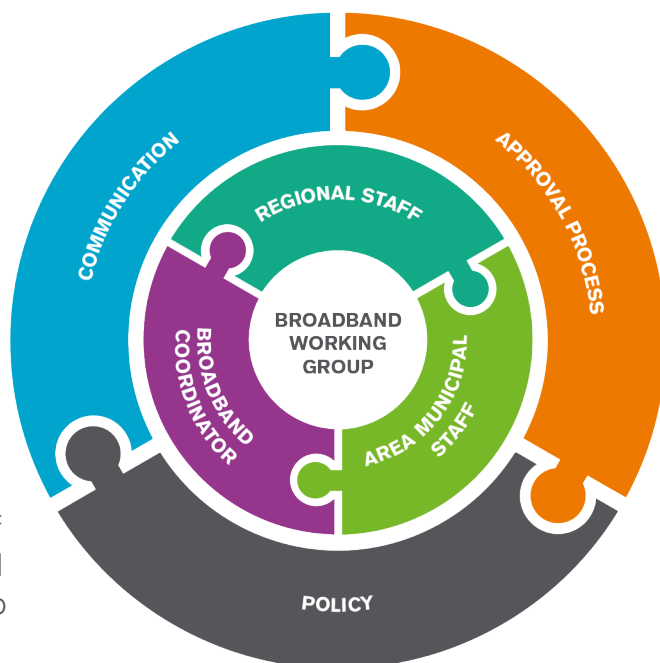 COMMUNICATION
APPROVAL PROCESS
REGIONAL STAFF
BROADBAND
WORKING
GROUP
BROADBAND
COORDINATOR
AREA MUNICIPAL
STAFF
POLICY